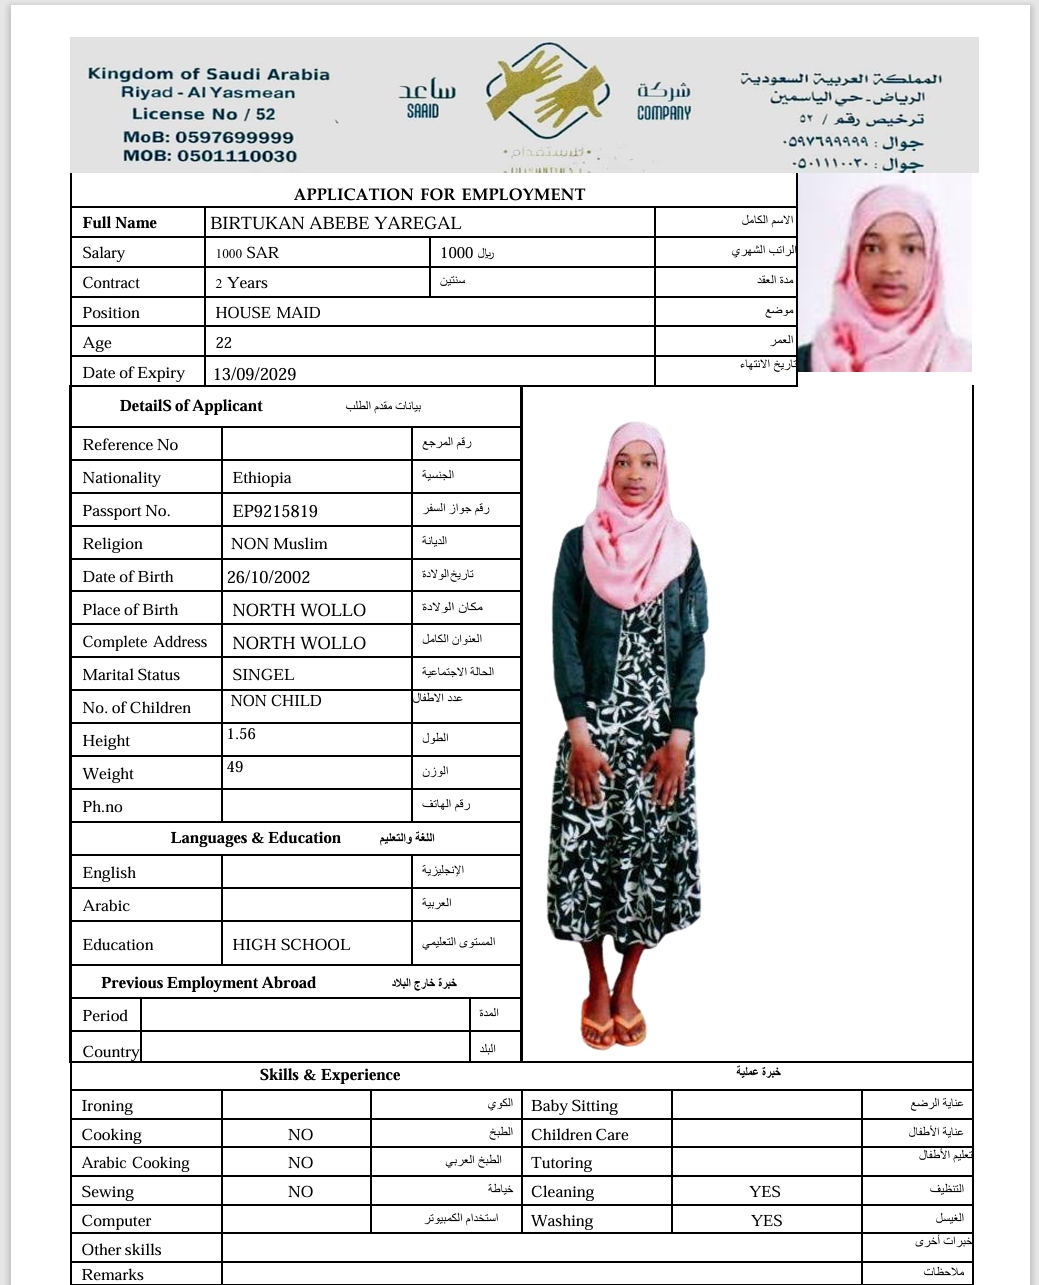 Kingdom of Saudi Arabia
Riyad - Al Yasmean
License No / 52
MoB: 0597699999
MOB: 0501110030
ساعد
SAAID
شركة
COMPANY
للاستقدام
المملكة العربية السعودية
الرياض - حي الياسمين
ترخيص رقم / ٥٢
جوال : ٠٥٩٧٦٩٩٩٩٩
جوال : ٠٥٠١١١٠٠٣٠
APPLICATION FOR EMPLOYMENT
Full Name BIRTUKAN ABEBE YAREGAL الاسم الكامل
Salary 1000 SAR 1000 ريال الراتب الشهري
Contract 2 Years سنتين مدة العقد
Position HOUSE MAID موضع
Age 22 العمر
Date of Expiry 13/09/2029 تاريخ الانتهاء
DetailS of Applicant بيانات مقدم الطلب
Reference No رقم المرجع
Nationality Ethiopia الجنسية
Passport No. EP9215819 رقم جواز السفر
Religion NON Muslim الديانة
Date of Birth 26/10/2002 تاريخ الولادة
Place of Birth NORTH WOLLO مكان الولادة
Complete Address NORTH WOLLO العنوان الكامل
Marital Status SINGEL الحالة الاجتماعية
No. of Children NON CHILD عدد الاطفال
Height 1.56 الطول
Weight 49 الوزن
Ph.no رقم الهاتف
Languages & Education اللغة والتعليم
English الإنجليزية
Arabic العربية
Education HIGH SCHOOL المستوى التعليمي
Previous Employment Abroad خبرة خارج البلاد
Period المدة
Country البلد
Skills & Experience خبرة عملية
Ironing الكوي Baby Sitting عناية الرضع
Cooking NO الطبخ Children Care عناية الأطفال
Arabic Cooking NO الطبخ العربي Tutoring تعليم الأطفال
Sewing NO خياطة Cleaning YES التنظيف
Computer استخدام الكمبيوتر Washing YES الغيسل
Other skills خبرات أخرى
Remarks ملاحظات